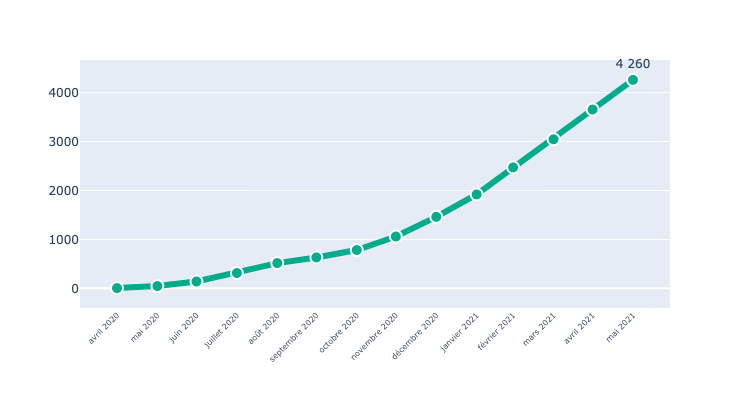 4 260
4000
3000
2000
1000
0
avril 2020
mai 2020
juin 2020
juillet 2020
août 2020
septembre 2020
octobre 2020
novembre 2020
décembre 2020
janvier 2021
février 2021
mars 2021
avril 2021
mai 2021